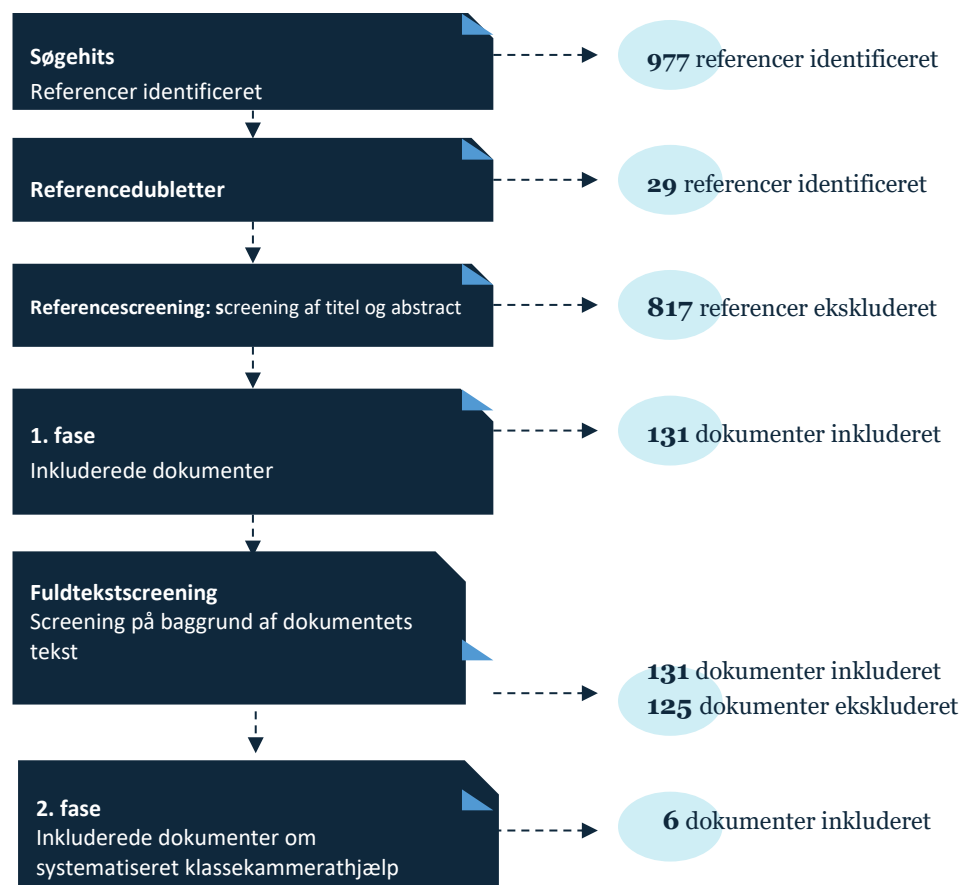 Søgehits
Referencer identificeret
977 referencer identificeret
Referencedubletter
29 referencer identificeret
Referencescreening: screening af titel og abstract
817 referencer ekskluderet
1. fase
Inkluderede dokumenter
131 dokumenter inkluderet
Fuldtekstscreening
Screening på baggrund af dokumentets
tekst
131 dokumenter inkluderet
125 dokumenter ekskluderet
2. fase
Inkluderede dokumenter om
systematiseret klassekammerathjælp
6 dokumenter inkluderet